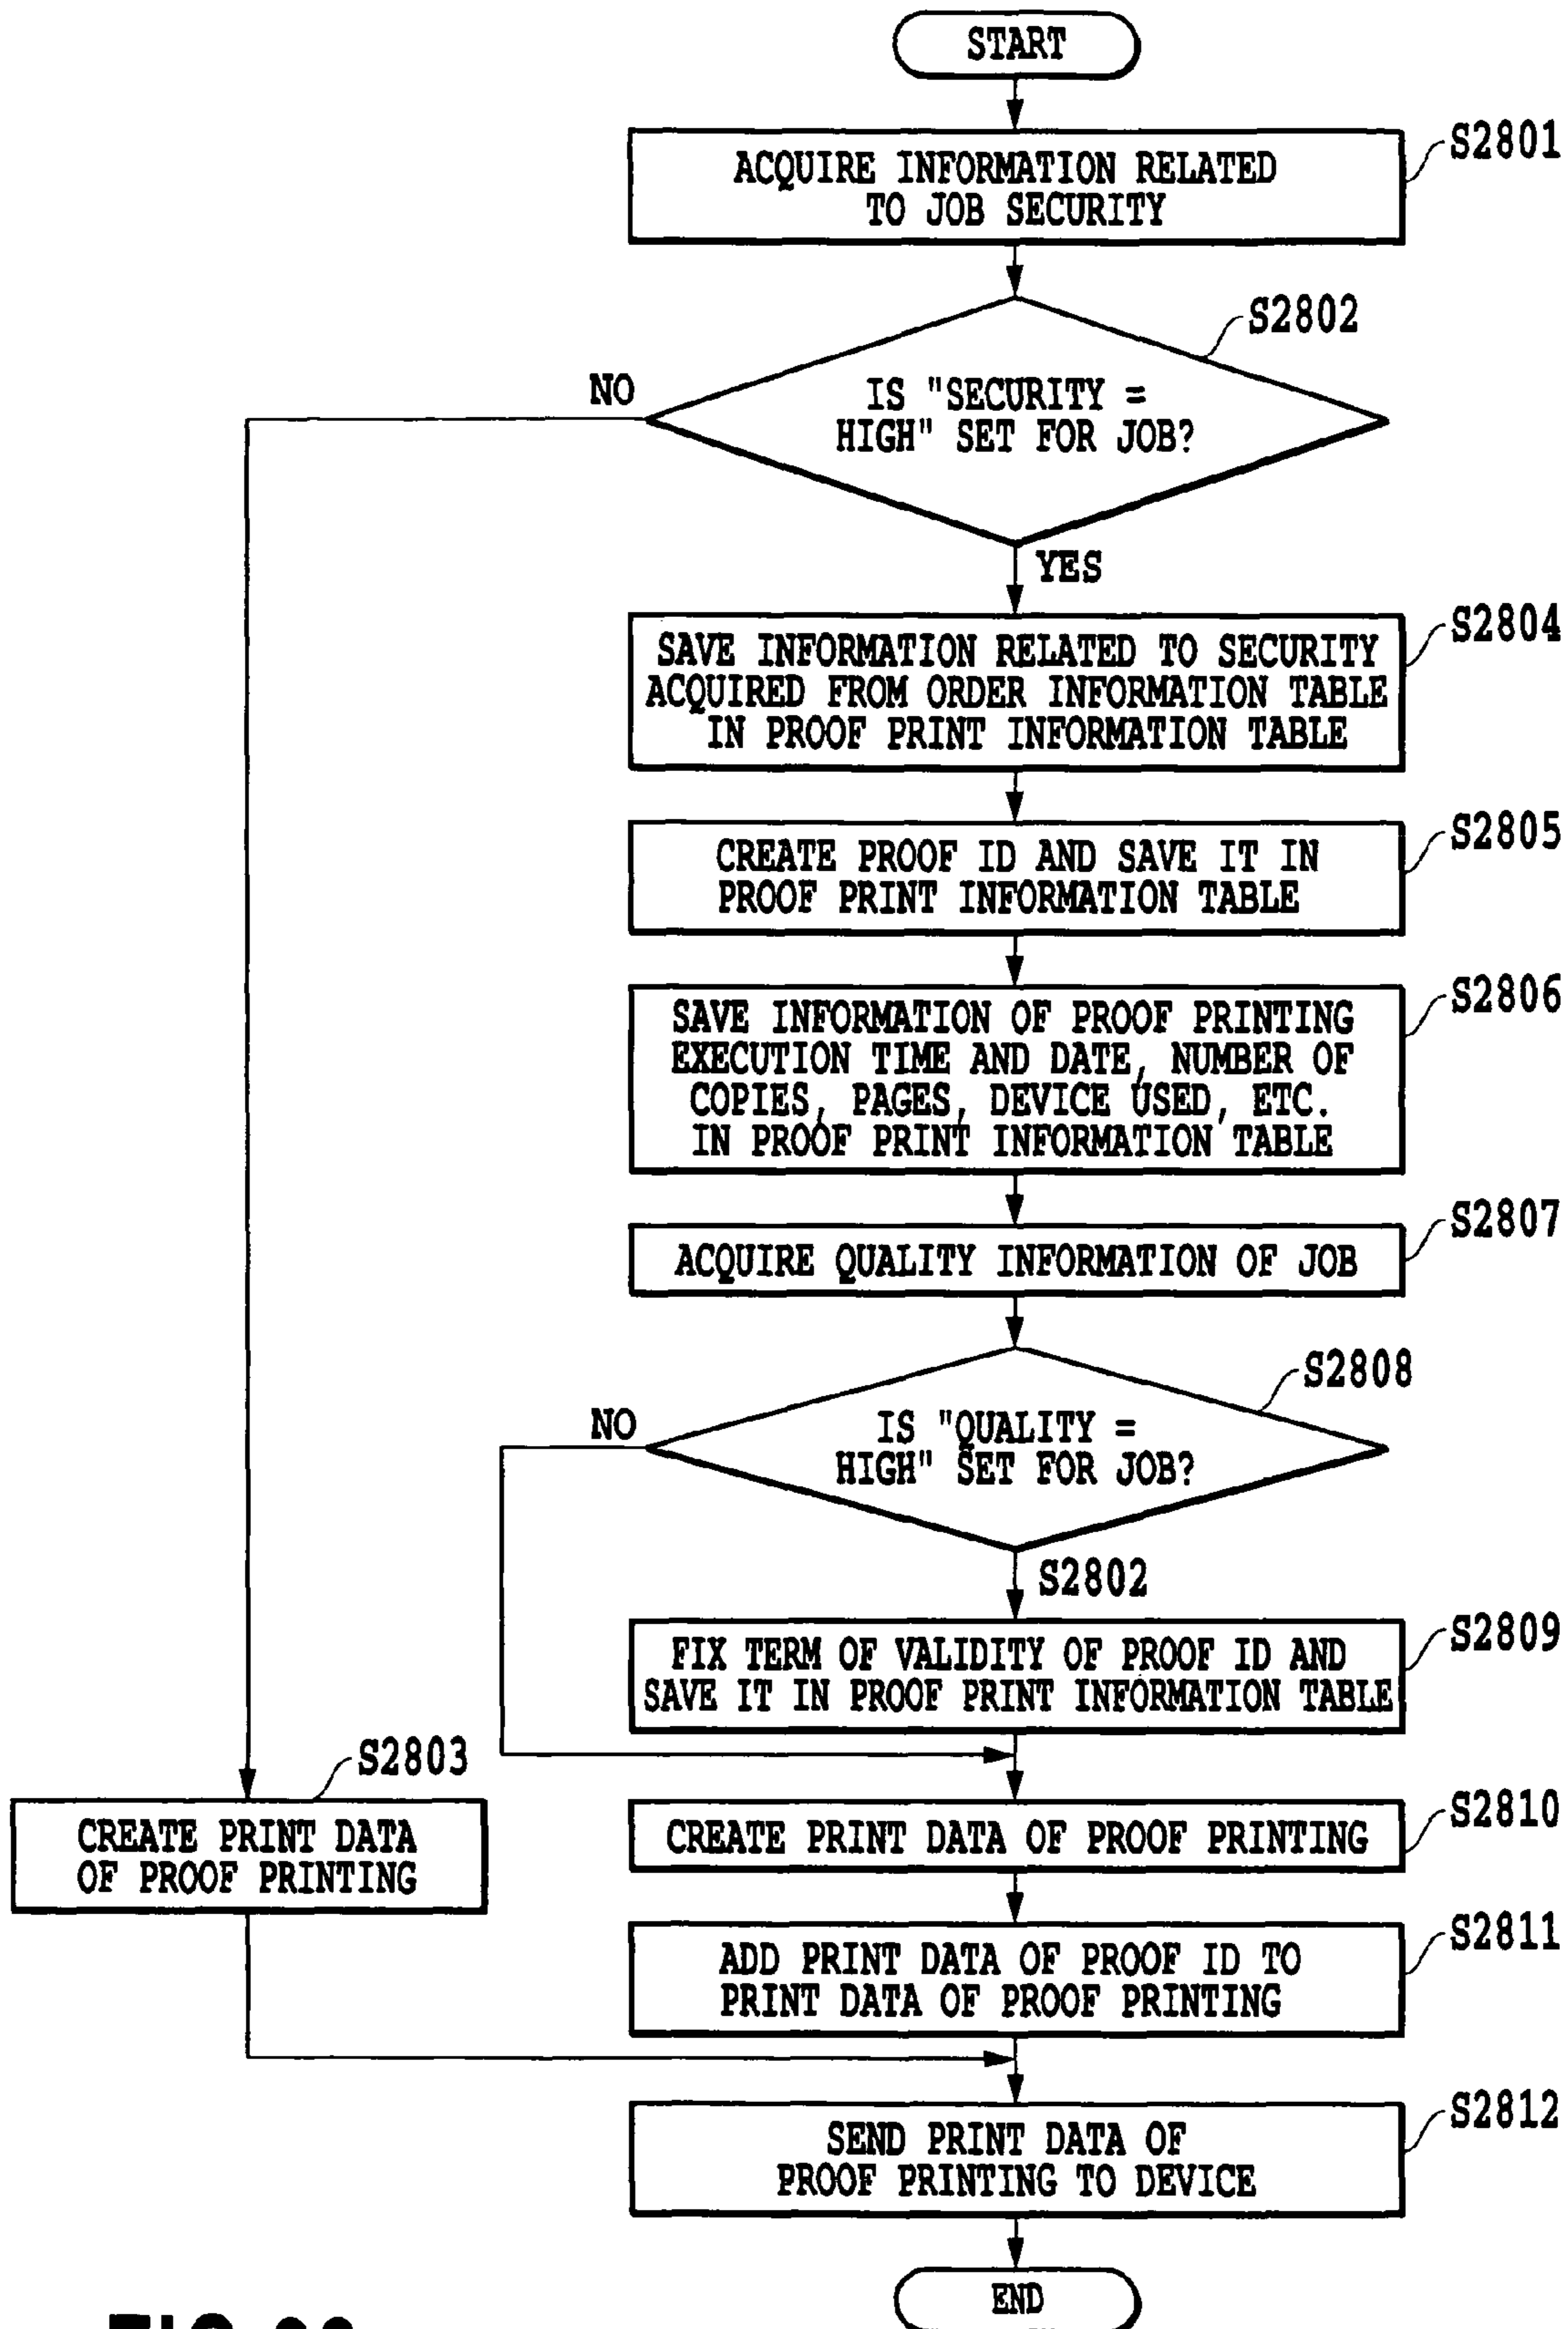 START
S2801
ACQUIRE INFORMATION RELATED
TO JOB SECURITY
S2802
NO
IS "SECURITY =
HIGH" SET FOR JOB?
YES
S2804
SAVE INFORMATION RELATED TO SECURITY
ACQUIRED FROM ORDER INFORMATION TABLE
IN PROOF PRINT INFORMATION TABLE
S2805
CREATE PROOF ID AND SAVE IT IN
PROOF PRINT INFORMATION TABLE
S2806
SAVE INFORMATION OF PROOF PRINTING
EXECUTION TIME AND DATE, NUMBER OF
COPIES, PAGES, DEVICE USED, ETC.
IN PROOF PRINT INFORMATION TABLE
S2807
ACQUIRE QUALITY INFORMATION OF JOB
S2808
NO
IS "QUALITY =
HIGH" SET FOR JOB?
S2802
S2809
FIX TERM OF VALIDITY OF PROOF ID AND
SAVE IT IN PROOF PRINT INFORMATION TABLE
S2803
CREATE PRINT DATA
OF PROOF PRINTING
S2810
CREATE PRINT DATA OF PROOF PRINTING
S2811
ADD PRINT DATA OF PROOF ID TO
PRINT DATA OF PROOF PRINTING
S2812
SEND PRINT DATA OF
PROOF PRINTING TO DEVICE
END